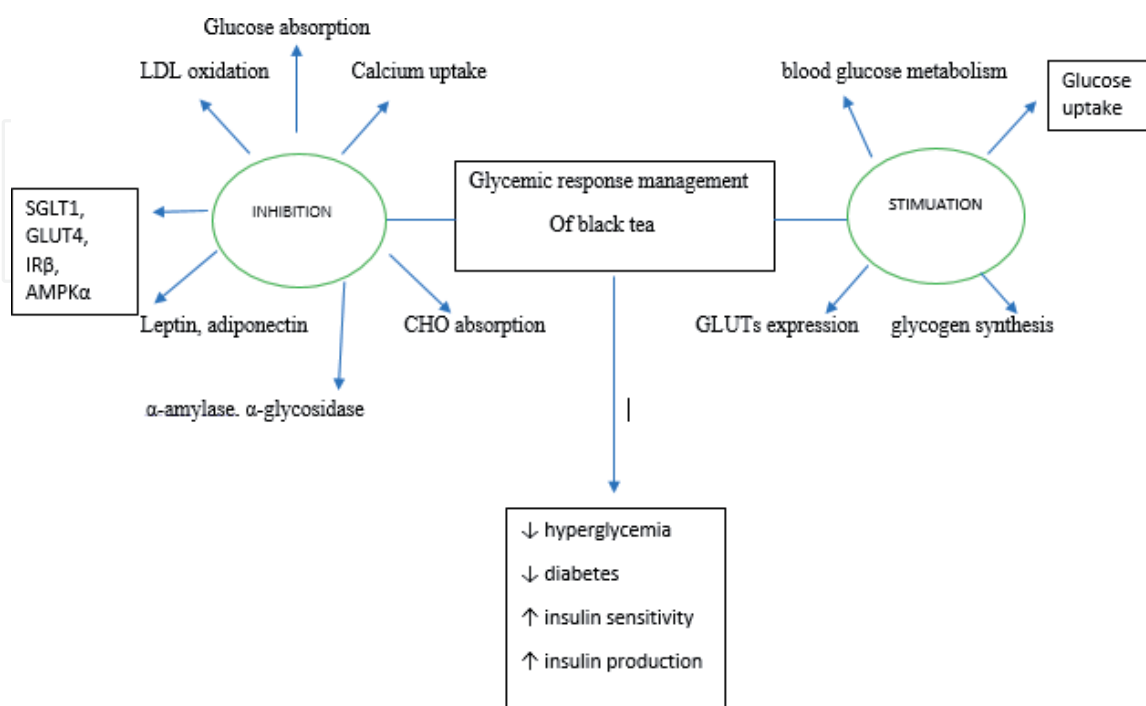 Glucose absorption
LDL oxidation
Calcium uptake
blood glucose metabolism
Glucose
uptake
SGLT1,
GLUT4,
IRβ,
AMPKα
INHIBITION
Glycemic response management
Of black tea
STIMUATION
Leptin, adiponectin
CHO absorption
GLUTs expression
glycogen synthesis
α-amylase. α-glycosidase
↓ hyperglycemia
↓ diabetes
↑ insulin sensitivity
↑ insulin production